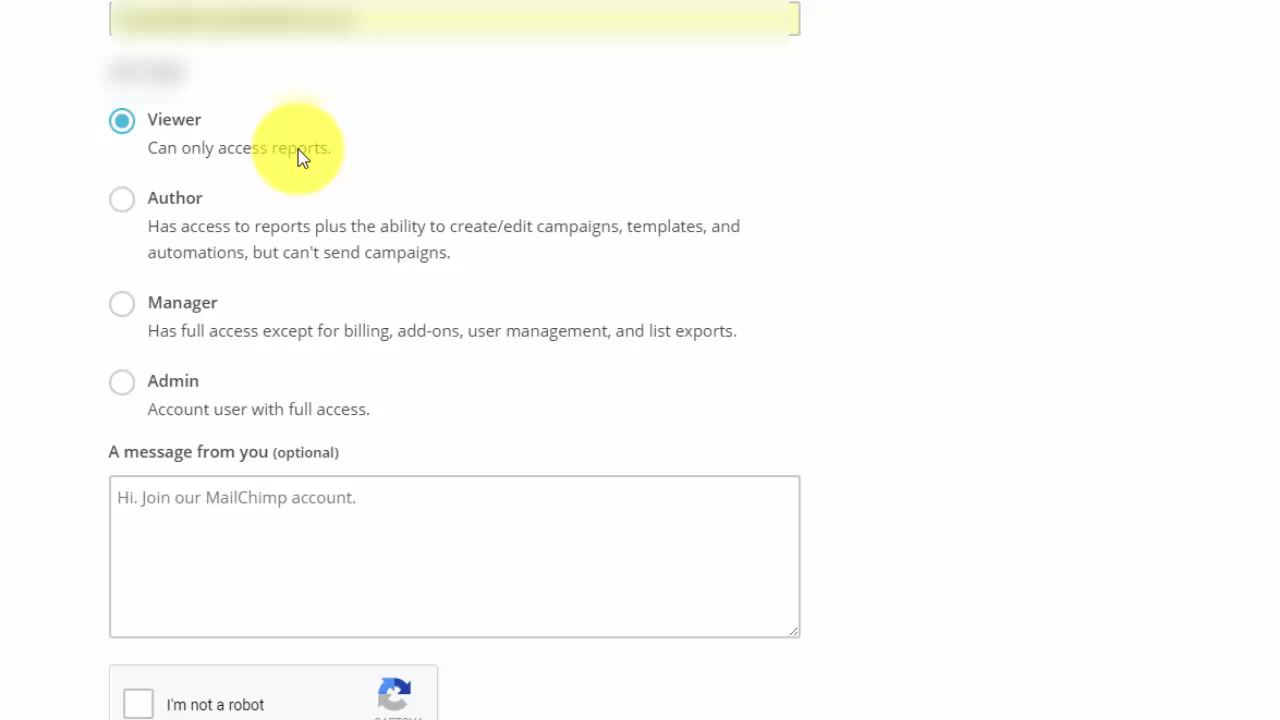 Viewer
Can only access reports.
Author
Has access to reports plus the ability to create/edit campaigns, templates, and
automations, but can't send campaigns.
Manager
Has full access except for billing, add-ons, user management, and list exports.
Admin
Account user with full access.
A message from you (optional)
Hi. Join our MailChimp account.
I'm not a robot